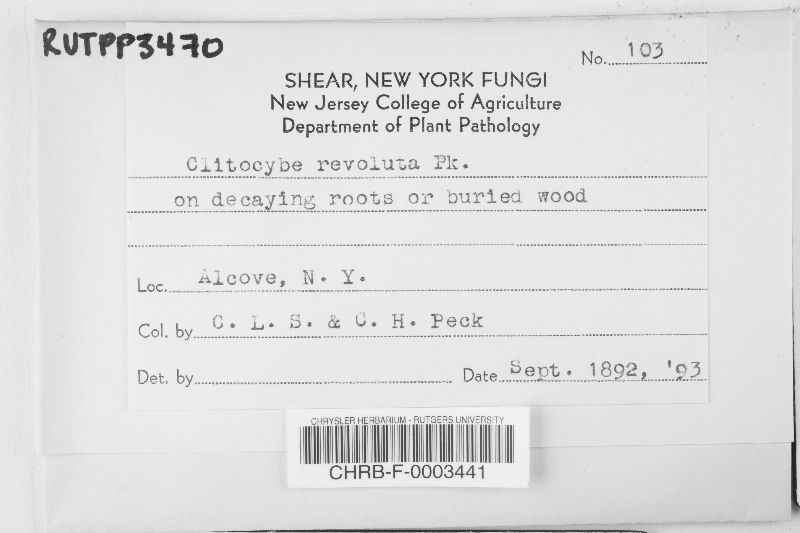 RUTPP3470
No. 103
SHEAR, NEW YORK FUNGI
New Jersey College of Agriculture
Department of Plant Pathology
Clitocybe revoluta Pk.
on decaying roots or buried wood
Loc. Alcove, N. Y.
Col. by C. L. S. & C. H. Peck
Det. by Date Sept. 1892, '93
CHRYSLER HERBARIUM - RUTGERS UNIVERSITY
CHRB-F-0003441